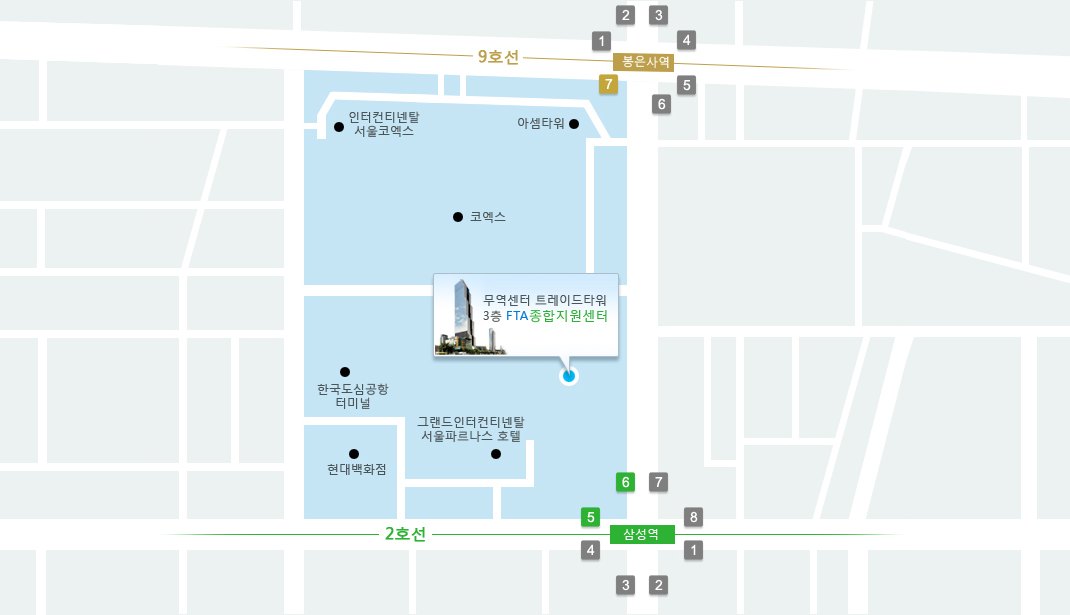 2
3
1
4
9호선
봉은사역
7
5
6
인터컨티넨탈
서울코엑스
아셈타워
코엑스
무역센터 트레이드타워
3층 FTA종합지원센터
한국도심공항
터미널
그랜드인터컨티넨탈
서울파르나스 호텔
현대백화점
6
7
5
8
2호선
삼성역
4
1
3
2